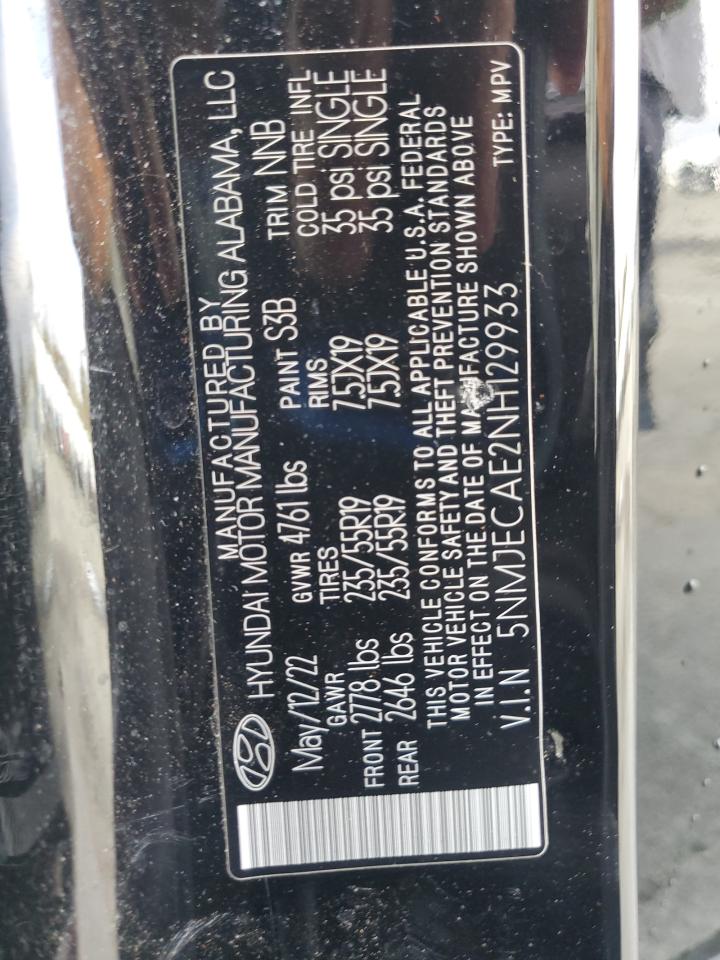 MANUFACTURED BY
HYUNDAI MOTOR MANUFACTURING ALABAMA, LLC
May/12/22 GVWR 4761 lbs PAINT S3B TRIM NNB
GAWR TIRES RIMS COLD TIRE INFL
FRONT 2778 lbs 235/55R19 7.5JX19 35 psi SINGLE
REAR 2646 lbs 235/55R19 7.5JX19 35 psi SINGLE
THIS VEHICLE CONFORMS TO ALL APPLICABLE U.S.A. FEDERAL
MOTOR VEHICLE SAFETY AND THEFT PREVENTION STANDARDS
IN EFFECT ON THE DATE OF MANUFACTURE SHOWN ABOVE
V.I.N 5NMJECAE2NH129933 TYPE: MPV